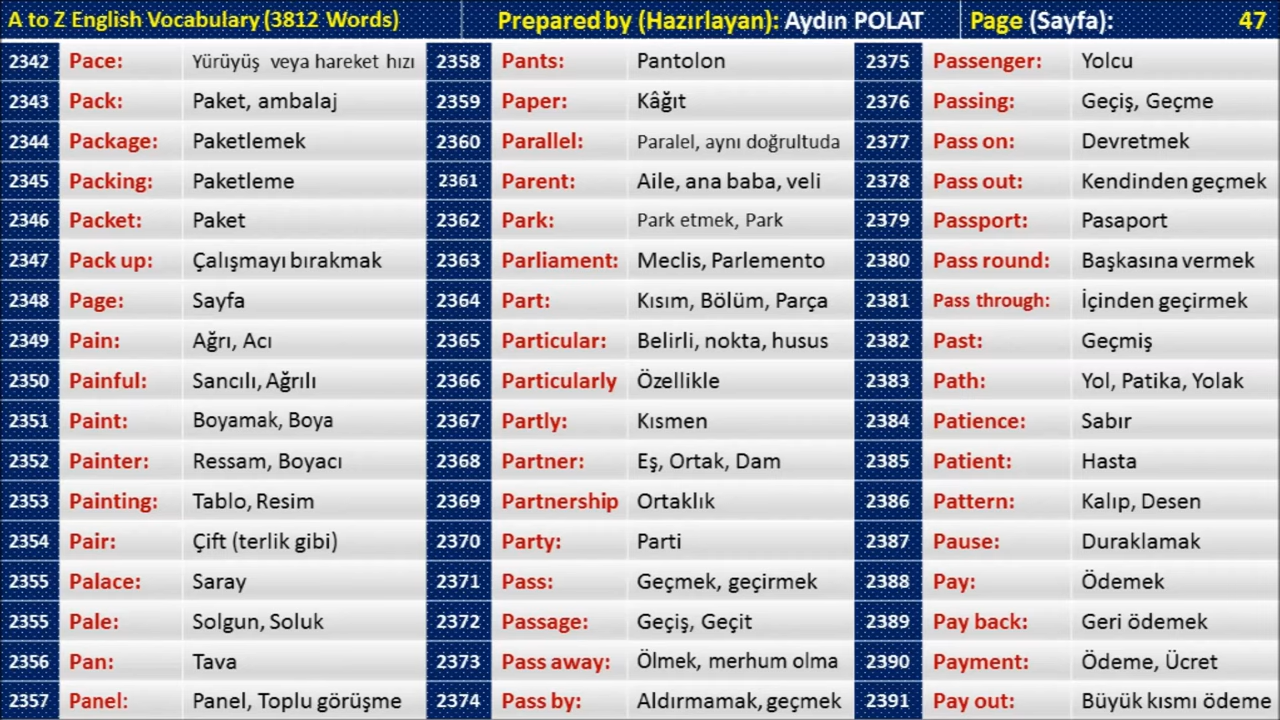 A to Z English Vocabulary (3812 Words) Prepared by (Hazırlayan): Aydın POLAT Page (Sayfa): 47
2342 Pace: Yürüyüş veya hareket hızı
2343 Pack: Paket, ambalaj
2344 Package: Paketlemek
2345 Packing: Paketleme
2346 Packet: Paket
2347 Pack up: Çalışmayı bırakmak
2348 Page: Sayfa
2349 Pain: Ağrı, Acı
2350 Painful: Sancılı, Ağrılı
2351 Paint: Boyamak, Boya
2352 Painter: Ressam, Boyacı
2353 Painting: Tablo, Resim
2354 Pair: Çift (terlik gibi)
2355 Palace: Saray
2355 Pale: Solgun, Soluk
2356 Pan: Tava
2357 Panel: Panel, Toplu görüşme
2358 Pants: Pantolon
2359 Paper: Kâğıt
2360 Parallel: Paralel, aynı doğrultuda
2361 Parent: Aile, ana baba, veli
2362 Park: Park etmek, Park
2363 Parliament: Meclis, Parlemento
2364 Part: Kısım, Bölüm, Parça
2365 Particular: Belirli, nokta, husus
2366 Particularly Özellikle
2367 Partly: Kısmen
2368 Partner: Eş, Ortak, Dam
2369 Partnership Ortaklık
2370 Party: Parti
2371 Pass: Geçmek, geçirmek
2372 Passage: Geçiş, Geçit
2373 Pass away: Ölmek, merhum olma
2374 Pass by: Aldırmamak, geçmek
2375 Passenger: Yolcu
2376 Passing: Geçiş, Geçme
2377 Pass on: Devretmek
2378 Pass out: Kendinden geçmek
2379 Passport: Pasaport
2380 Pass round: Başkasına vermek
2381 Pass through: İçinden geçirmek
2382 Past: Geçmiş
2383 Path: Yol, Patika, Yolak
2384 Patience: Sabır
2385 Patient: Hasta
2386 Pattern: Kalıp, Desen
2387 Pause: Duraklamak
2388 Pay: Ödemek
2389 Pay back: Geri ödemek
2390 Payment: Ödeme, Ücret
2391 Pay out: ödeme